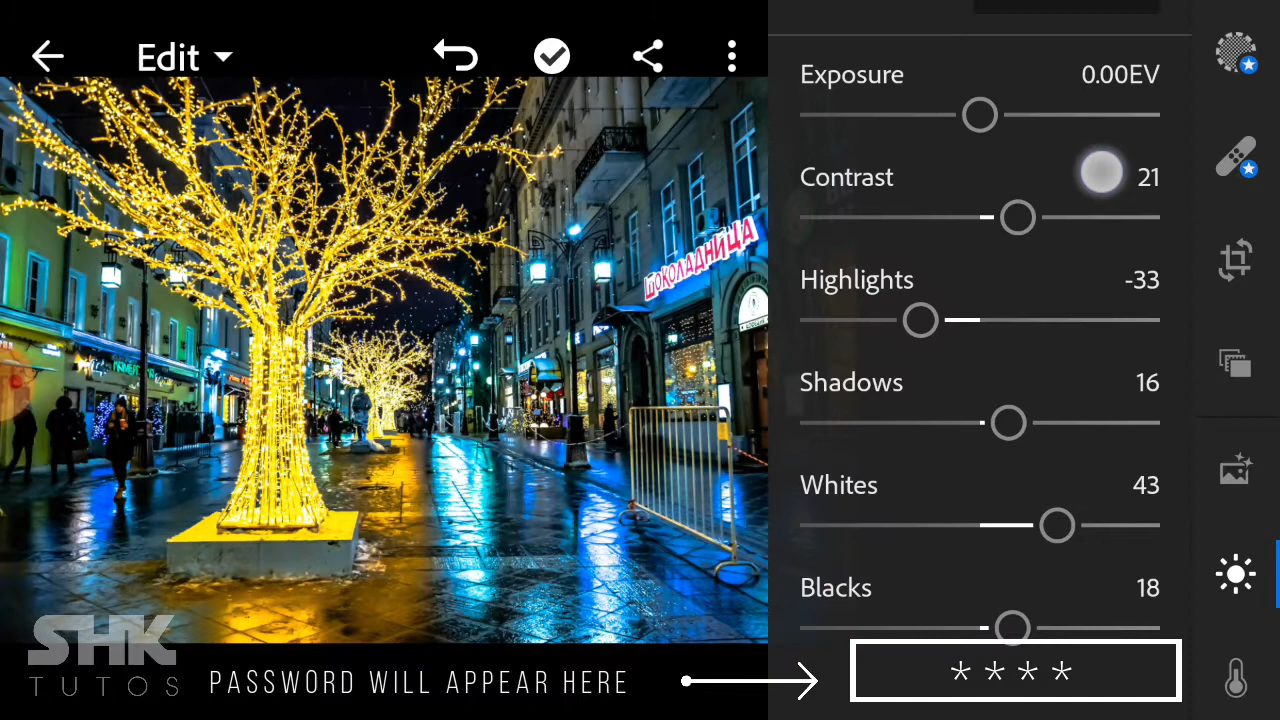 Edit
Exposure 0.00EV
Contrast 21
Highlights -33
Shadows 16
Whites 43
Blacks 18
ШОКОЛАДНИЦА
SHK
TUTOS
PASSWORD WILL APPEAR HERE
* * * *